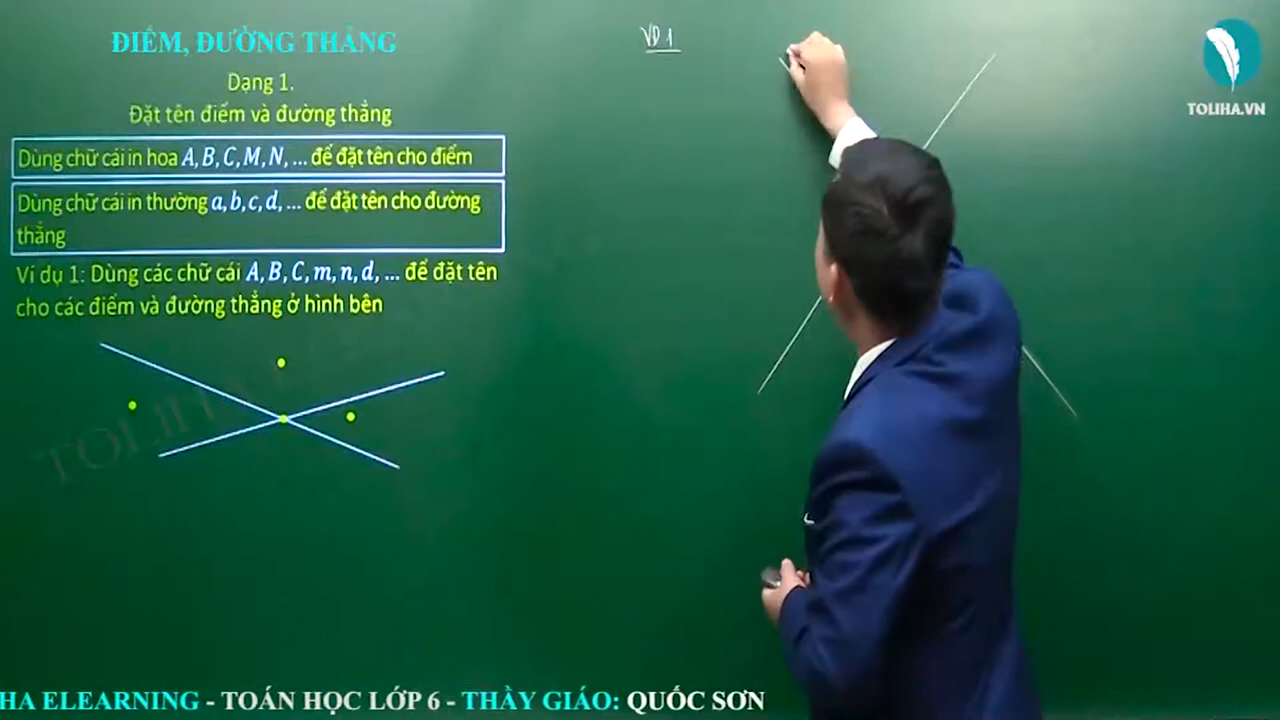 ĐIỂM, ĐƯỜNG THẲNG
Dạng 1.
Đặt tên điểm và đường thẳng
Dùng chữ cái in hoa A, B, C, M, N, ... để đặt tên cho điểm
Dùng chữ cái in thường a, b, c, d, ... để đặt tên cho đường
thẳng
Ví dụ 1: Dùng các chữ cái A, B, C, m, n, d, ... để đặt tên
cho các điểm và đường thẳng ở hình bên
VD 1
TOLIHA.VN
HA ELEARNING - TOÁN HỌC LỚP 6 - THẦY GIÁO: QUỐC SƠN